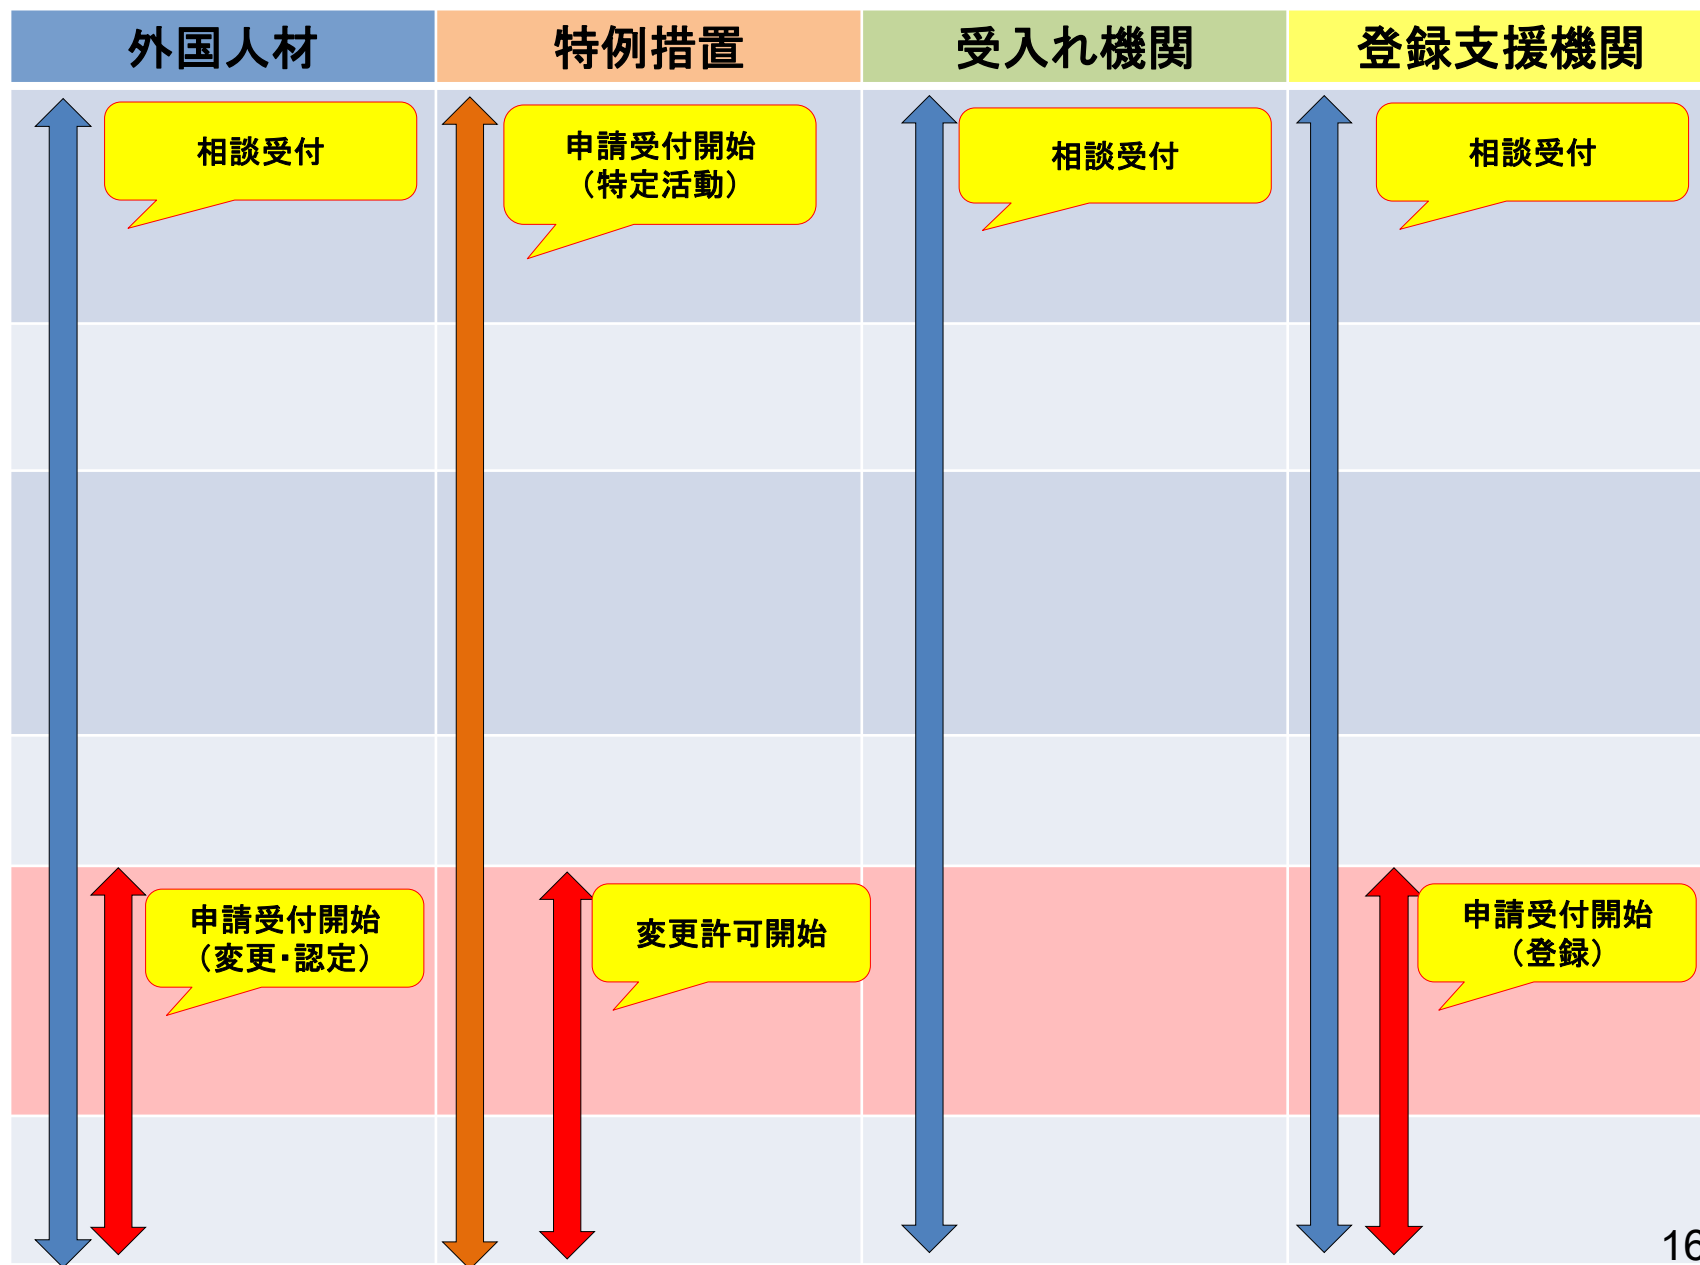 外国人材
特例措置
受入れ機関
登録支援機関
相談受付
申請受付開始
（特定活動）
相談受付
相談受付
申請受付開始
（変更・認定）
変更許可開始
申請受付開始
（登録）
16